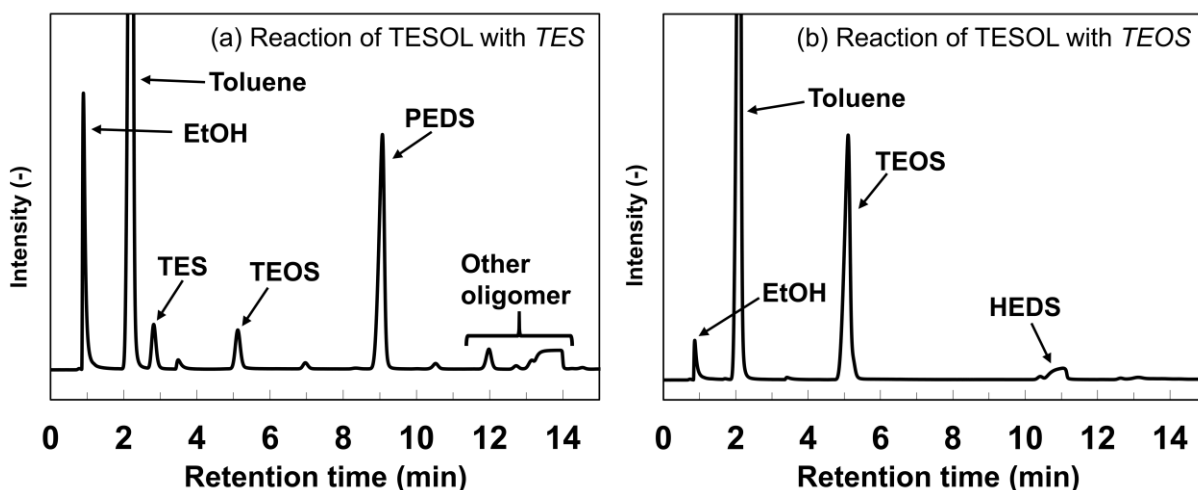 (a) Reaction of TESOL with TES
Toluene
EtOH
PEDS
TES
TEOS
Other
oligomer
Intensity (-)
0 2 4 6 8 10 12 14
Retention time (min)
(b) Reaction of TESOL with TEOS
Toluene
TEOS
EtOH
HEDS
Intensity (-)
0 2 4 6 8 10 12 14
Retention time (min)